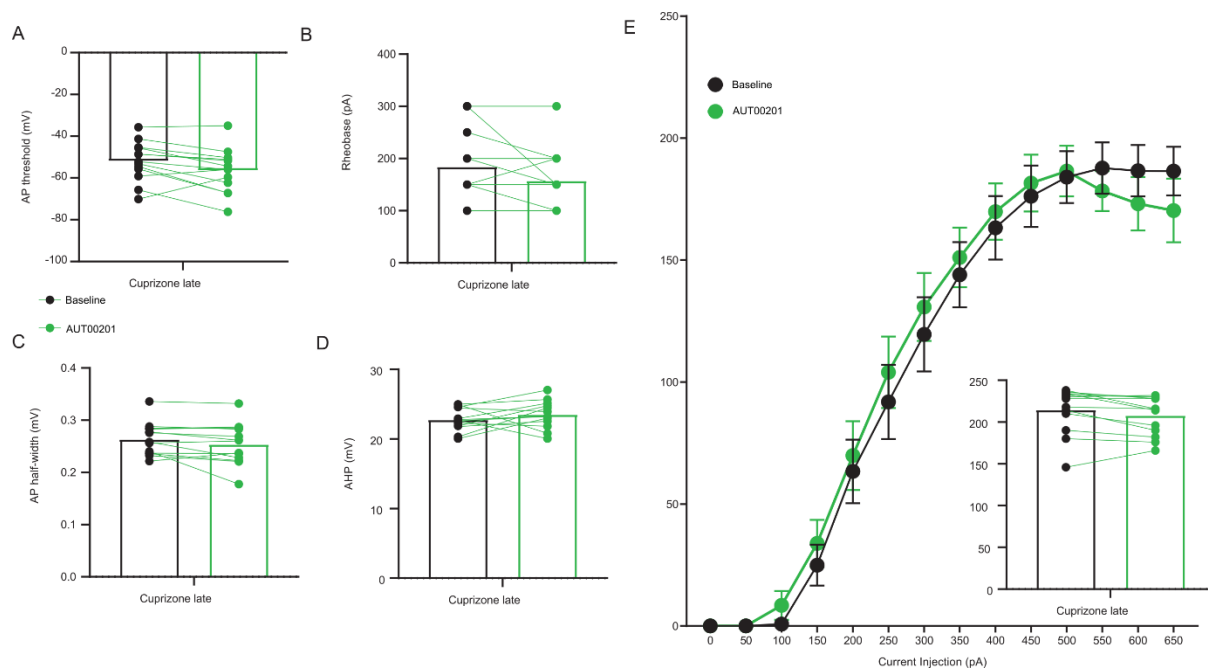 A
0
-20
-40
-60
-80
-100
AP threshold (mV)
Cuprizone late
B
400
300
200
100
0
Rheobase (pA)
Cuprizone late
Baseline
AUT00201
C
0.4
0.3
0.2
0.1
0.0
AP half-width (mV)
Cuprizone late
D
30
20
10
0
AHP (mV)
Cuprizone late
E
250
200
150
100
50
0
Baseline
AUT00201
0 50 100 150 200 250 300 350 400 450 500 550 600 650
Current Injection (pA)
250
200
150
100
50
0
Cuprizone late